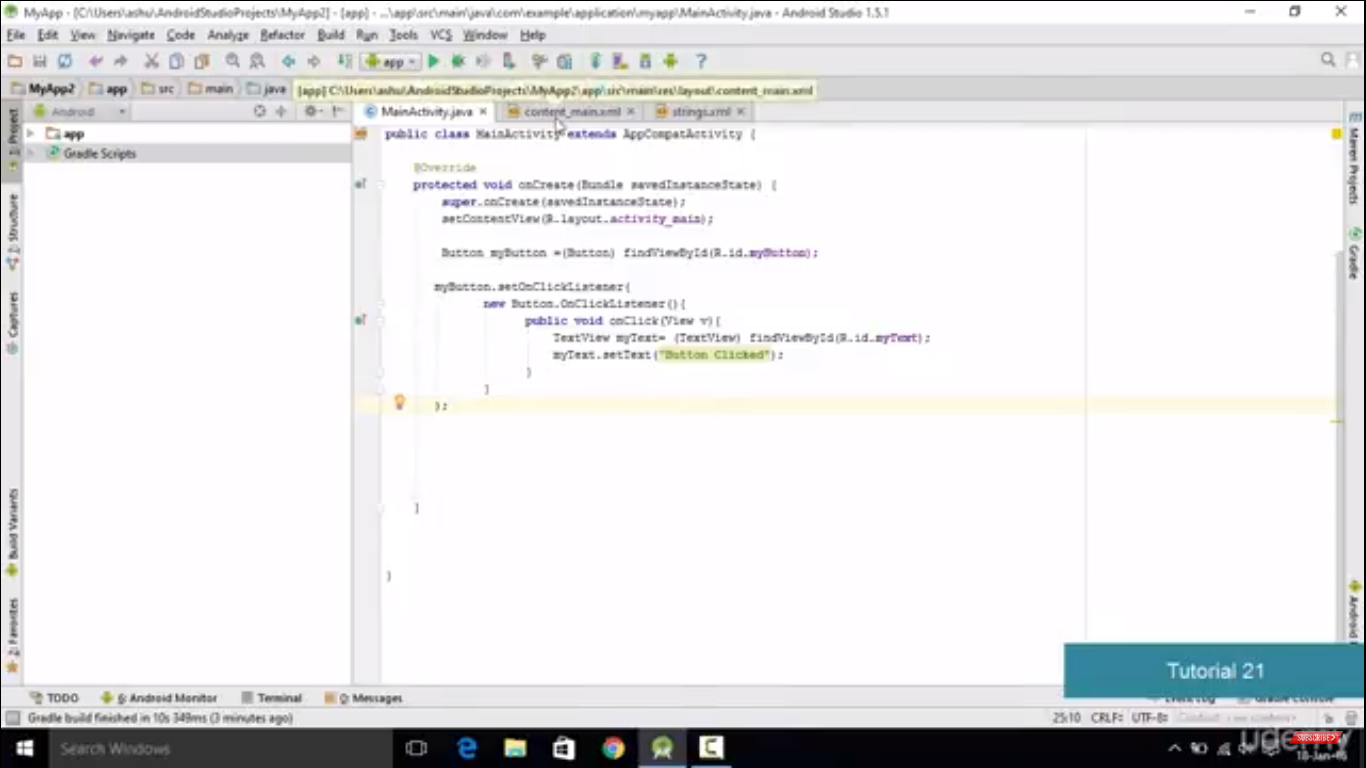 MyApp - [C:\Users\ashu\AndroidStudioProjects\MyApp2] - [app] - ...\app\src\main\java\com\example\application\myapp\MainActivity.java - Android Studio 1.5.1
File Edit View Navigate Code Analyze Refactor Build Run Tools VCS Window Help
app
MyApp2 app src main java [app] C:\Users\ashu\AndroidStudioProjects\MyApp2\app\src\main\res\layout\content_main.xml
Android MainActivity.java content_main.xml strings.xml
app
Gradle Scripts
public class MainActivity extends AppCompatActivity {
@Override
protected void onCreate(Bundle savedInstanceState) {
super.onCreate(savedInstanceState);
setContentView(R.layout.activity_main);
Button myButton =(Button) findViewById(R.id.myButton);
myButton.setOnClickListener(
new Button.OnClickListener(){
public void onClick(View v){
TextView myText= (TextView) findViewById(R.id.myText);
myText.setText("Button Clicked");
}
}
);
}
}
Project
Structure
Captures
Build Variants
2: Favorites
Maven Projects
Gradle
Android
Tutorial 21
TODO 6: Android Monitor Terminal 0: Messages Event Log Gradle Console
Gradle build finished in 10s 349ms (3 minutes ago) 25:10 CRLF: UTF-8:
Search Windows
udemy
SUBSCRIBE
18-Jan-16